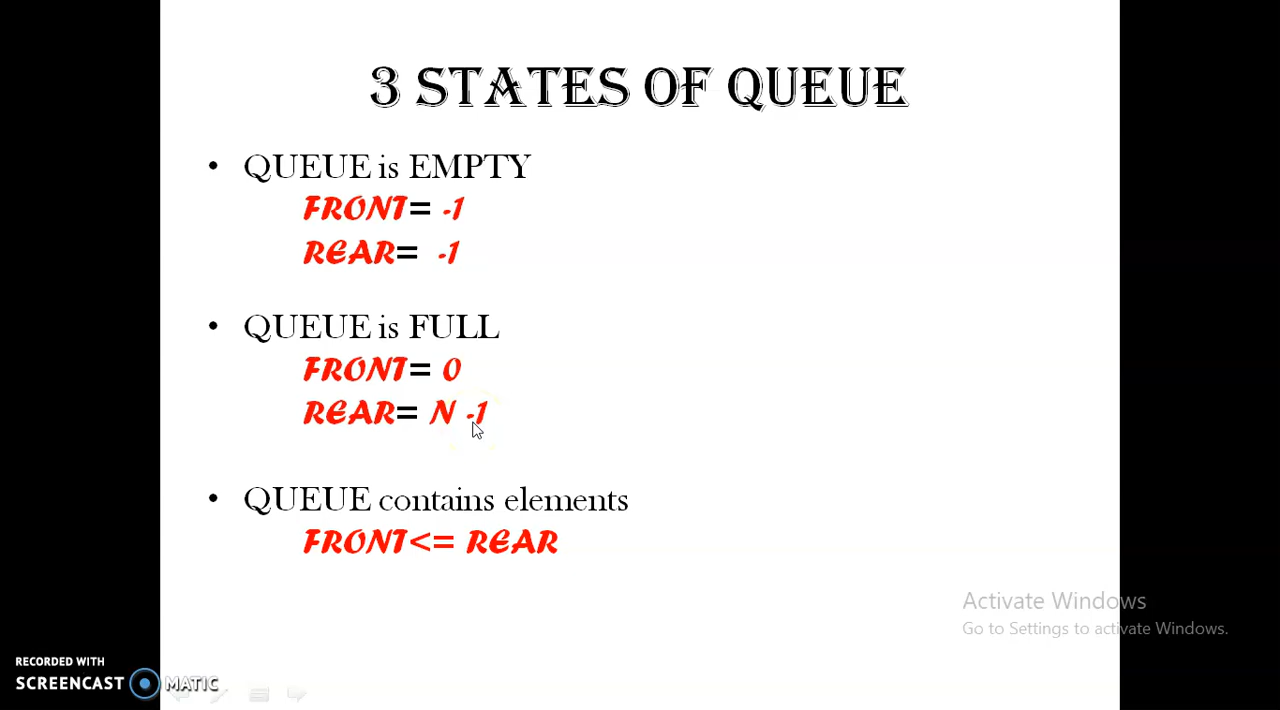 3 STATES OF QUEUE
• QUEUE is EMPTY
FRONT= -1
REAR= -1
• QUEUE is FULL
FRONT= 0
REAR= N -1
• QUEUE contains elements
FRONT<= REAR
Activate Windows
Go to Settings to activate Windows.
RECORDED WITH
SCREENCAST MATIC